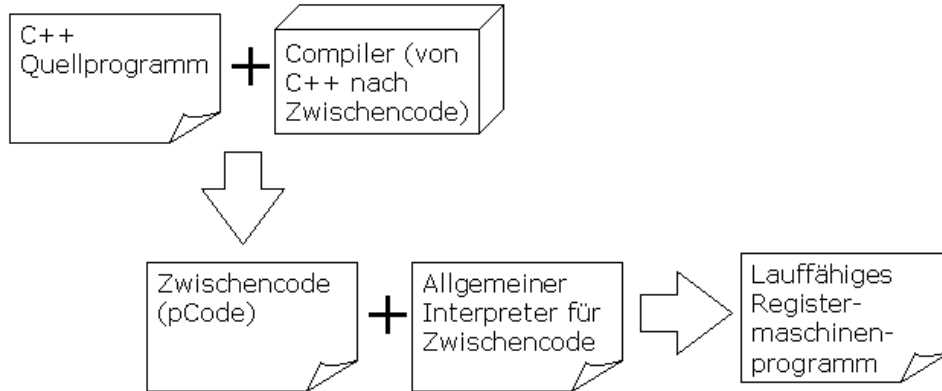 C++
Quellprogramm
+
Compiler (von
C++ nach
Zwischencode)
Zwischencode
(pCode)
+
Allgemeiner
Interpreter für
Zwischencode
Lauffähiges
Register-
maschinen-
programm